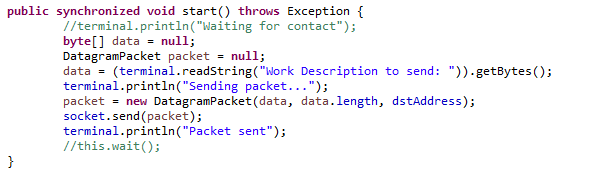 public synchronized void start() throws Exception {
//terminal.println("Waiting for contact");
byte[] data = null;
DatagramPacket packet = null;
data = (terminal.readString("Work Description to send: ")).getBytes();
terminal.println("Sending packet...");
packet = new DatagramPacket(data, data.length, dstAddress);
socket.send(packet);
terminal.println("Packet sent");
//this.wait();
}